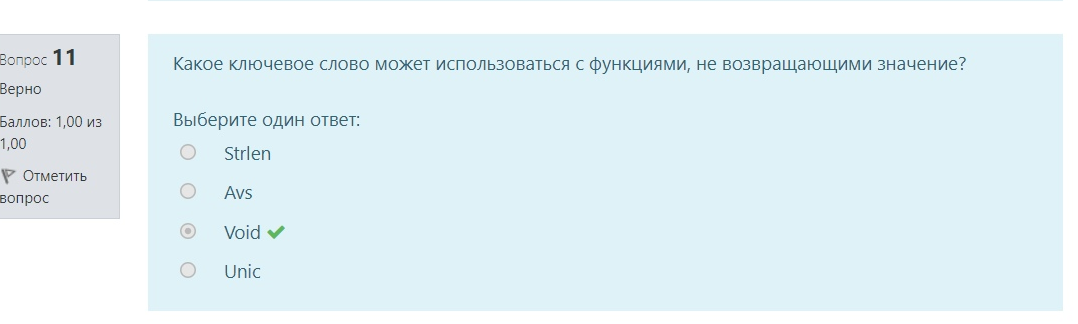 Вопрос 11
Верно
Баллов: 1,00 из
1,00
Отметить
вопрос
Какое ключевое слово может использоваться с функциями, не возвращающими значение?
Выберите один ответ:
Strlen
Avs
Void
Unic